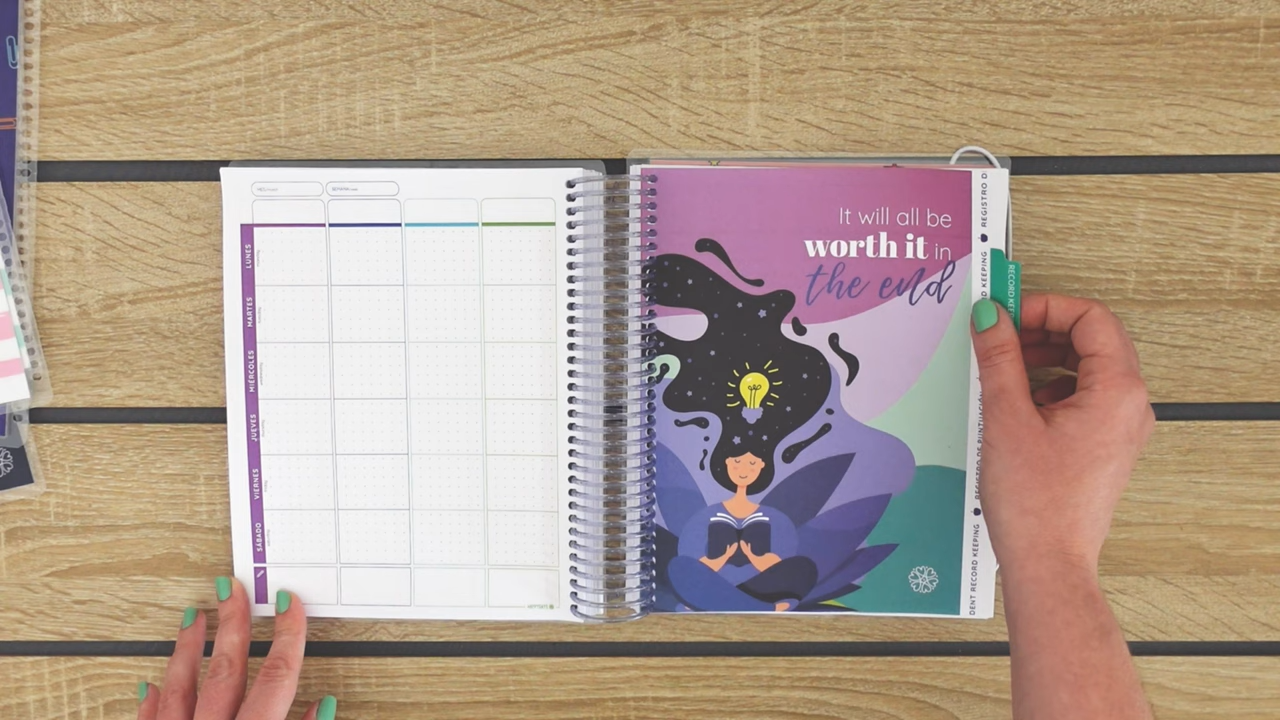 LUNES
MARTES
MIÉRCOLES
JUEVES
VIERNES
SÁBADO
It will all be
worth it in
the end
DENT RECORD KEEPING
REGISTRO DE PUNTUACIÓN
D KEEPING
REGISTRO D
RECORD KEE